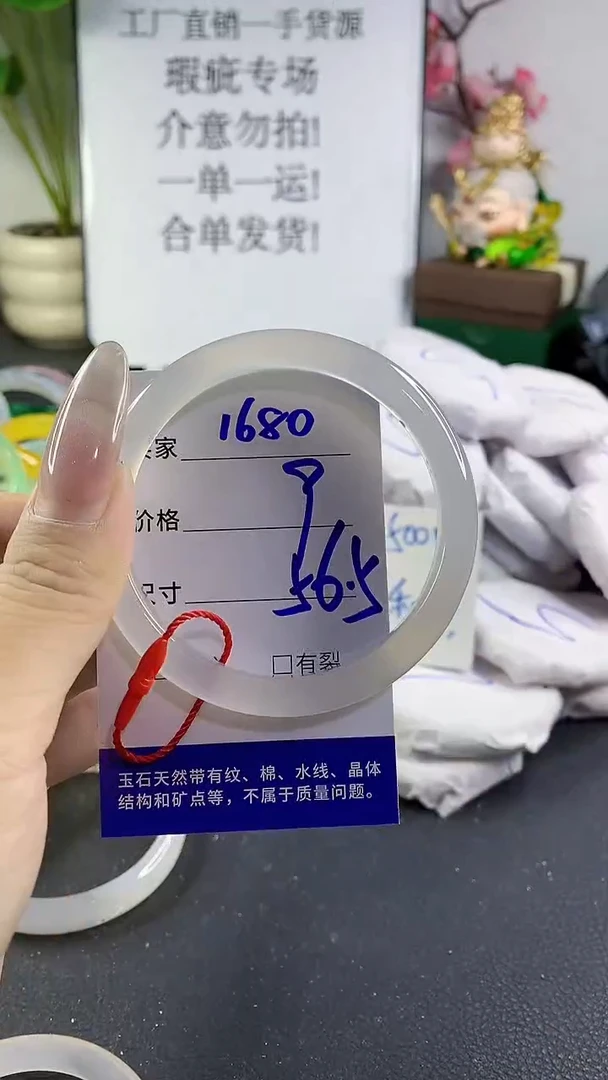 工厂直销一手货源
瑕疵专场
介意勿拍!
一单一运!
合单发货!
家 1680
价格
尺寸 56.5
口有裂
500
玉石天然带有纹、棉、水线、晶体
结构和矿点等，不属于质量问题。